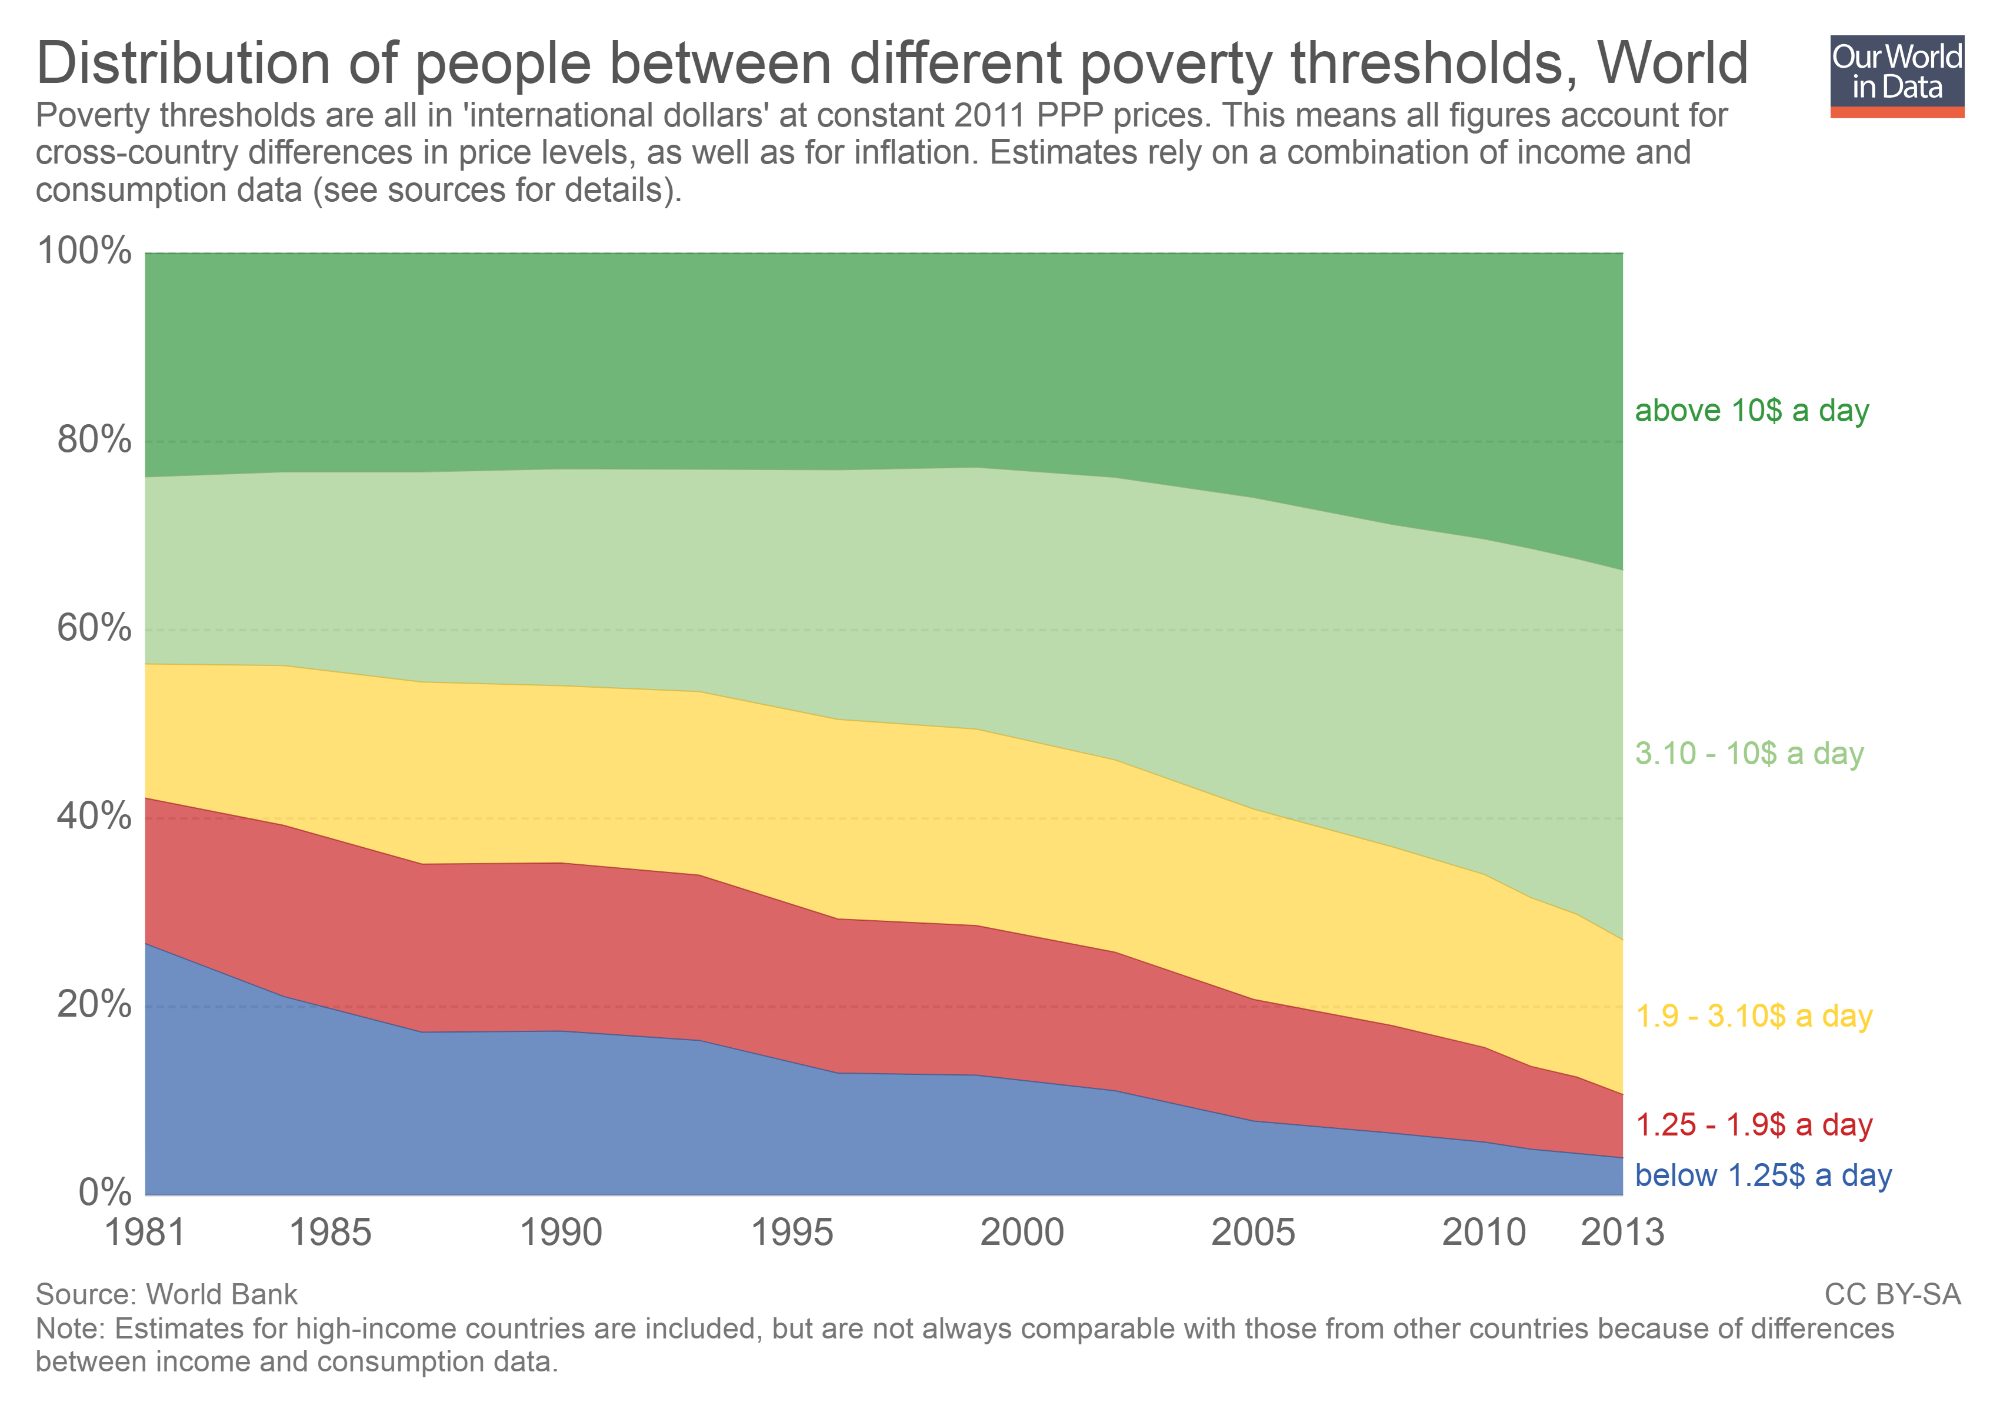 Distribution of people between different poverty thresholds, World
Our World
in Data
Poverty thresholds are all in 'international dollars' at constant 2011 PPP prices. This means all figures account for
cross-country differences in price levels, as well as for inflation. Estimates rely on a combination of income and
consumption data (see sources for details).
100%
80%
60%
40%
20%
0%
above 10$ a day
3.10 - 10$ a day
1.9 - 3.10$ a day
1.25 - 1.9$ a day
below 1.25$ a day
1981 1985 1990 1995 2000 2005 2010 2013
Source: World Bank
CC BY-SA
Note: Estimates for high-income countries are included, but are not always comparable with those from other countries because of differences
between income and consumption data.